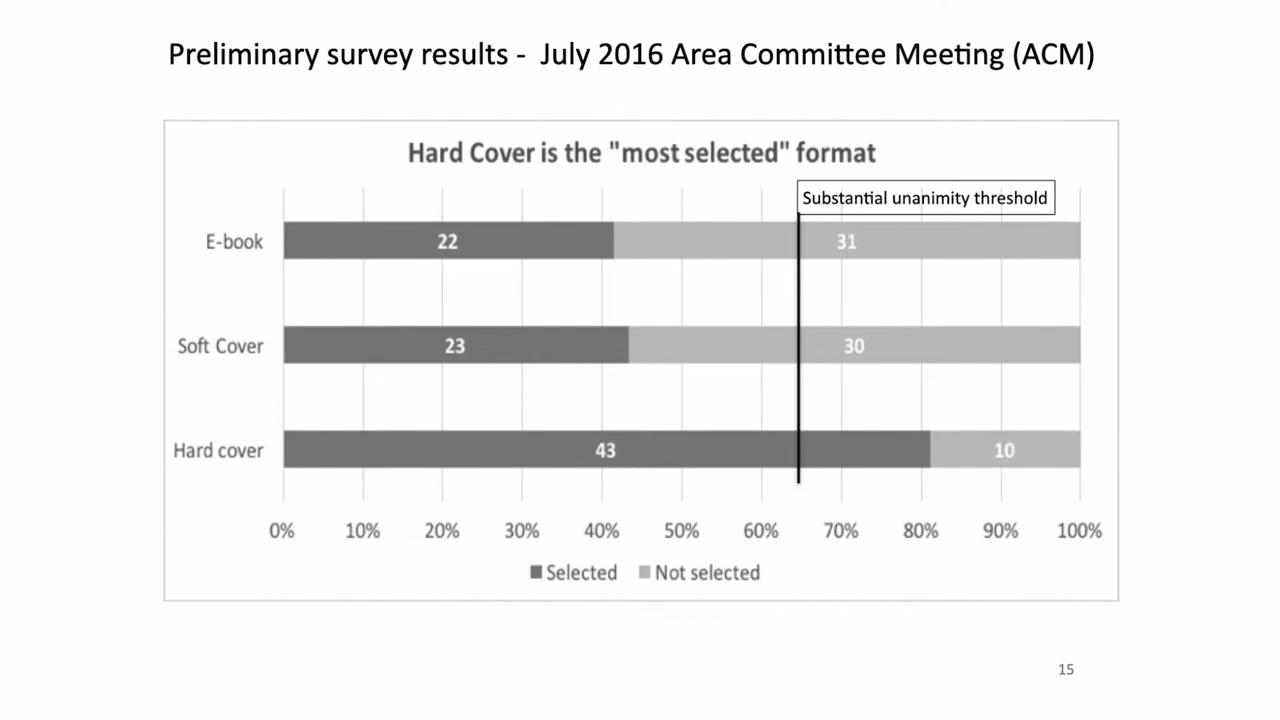 Preliminary survey results -  July 2016 Area Committee Meeting (ACM)
Hard Cover is the "most selected" format
Substantial unanimity threshold
E-book 22 31
Soft Cover 23 30
Hard cover 43 10
0% 10% 20% 30% 40% 50% 60% 70% 80% 90% 100%
Selected Not selected
15